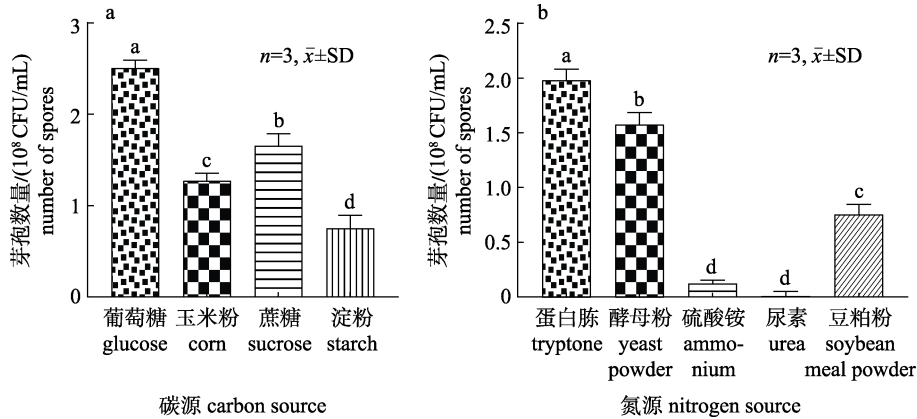 a
芽孢数量/(10⁸ CFU/mL)
number of spores
n=3, x̄±SD
3
2
1
0
a
c
b
d
葡萄糖 玉米粉 蔗糖 淀粉
glucose corn sucrose starch
碳源 carbon source
b
芽孢数量/(10⁸ CFU/mL)
number of spores
n=3, x̄±SD
2.5
2.0
1.5
1.0
0.5
0
a
b
d
d
c
蛋白胨 酵母粉 硫酸铵 尿素 豆粕粉
tryptone yeast ammo- urea soybean
powder nium meal powder
氮源 nitrogen source